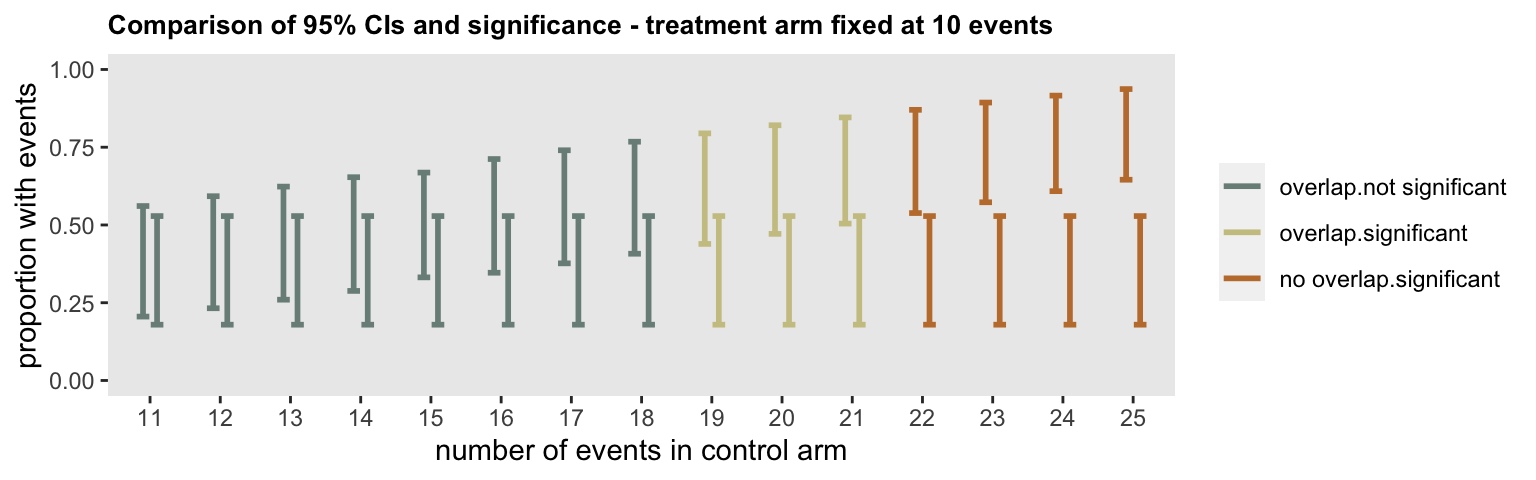 Comparison of 95% CIs and significance - treatment arm fixed at 10 events
proportion with events
1.00
0.75
0.50
0.25
0.00
11 12 13 14 15 16 17 18 19 20 21 22 23 24 25
number of events in control arm
overlap.not significant
overlap.significant
no overlap.significant